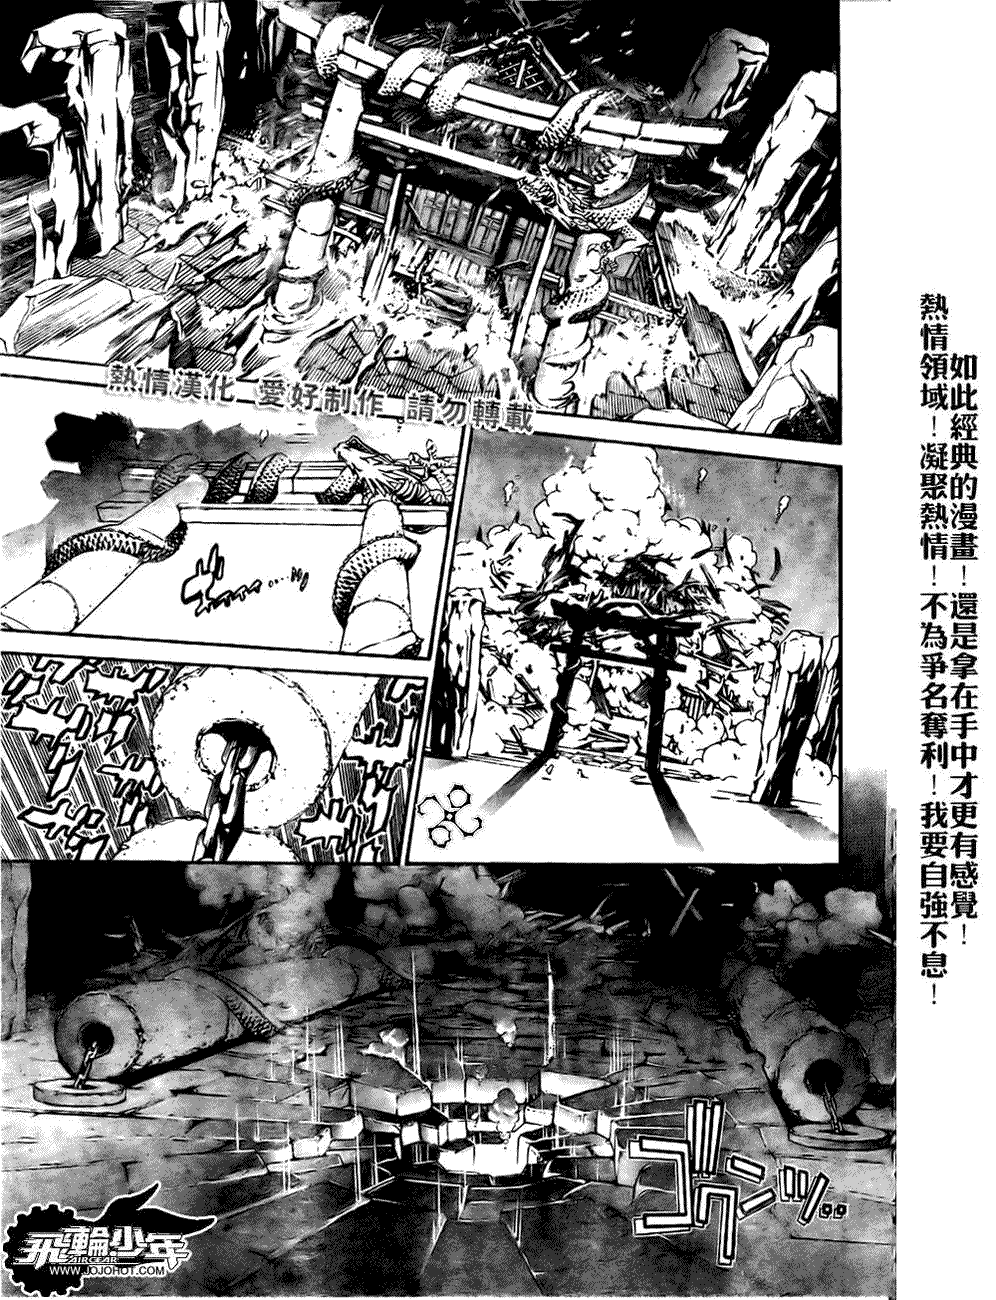 如此經典的漫畫！還是拿在手中才更有感覺！
熱情領域！凝聚熱情！不為爭名奪利！我要自強不息！
熱情漢化 愛好制作 請勿轉載
ゴゥンッ…
飛輪少年
AIRGEAR
WWW.JOJOHOT.COM